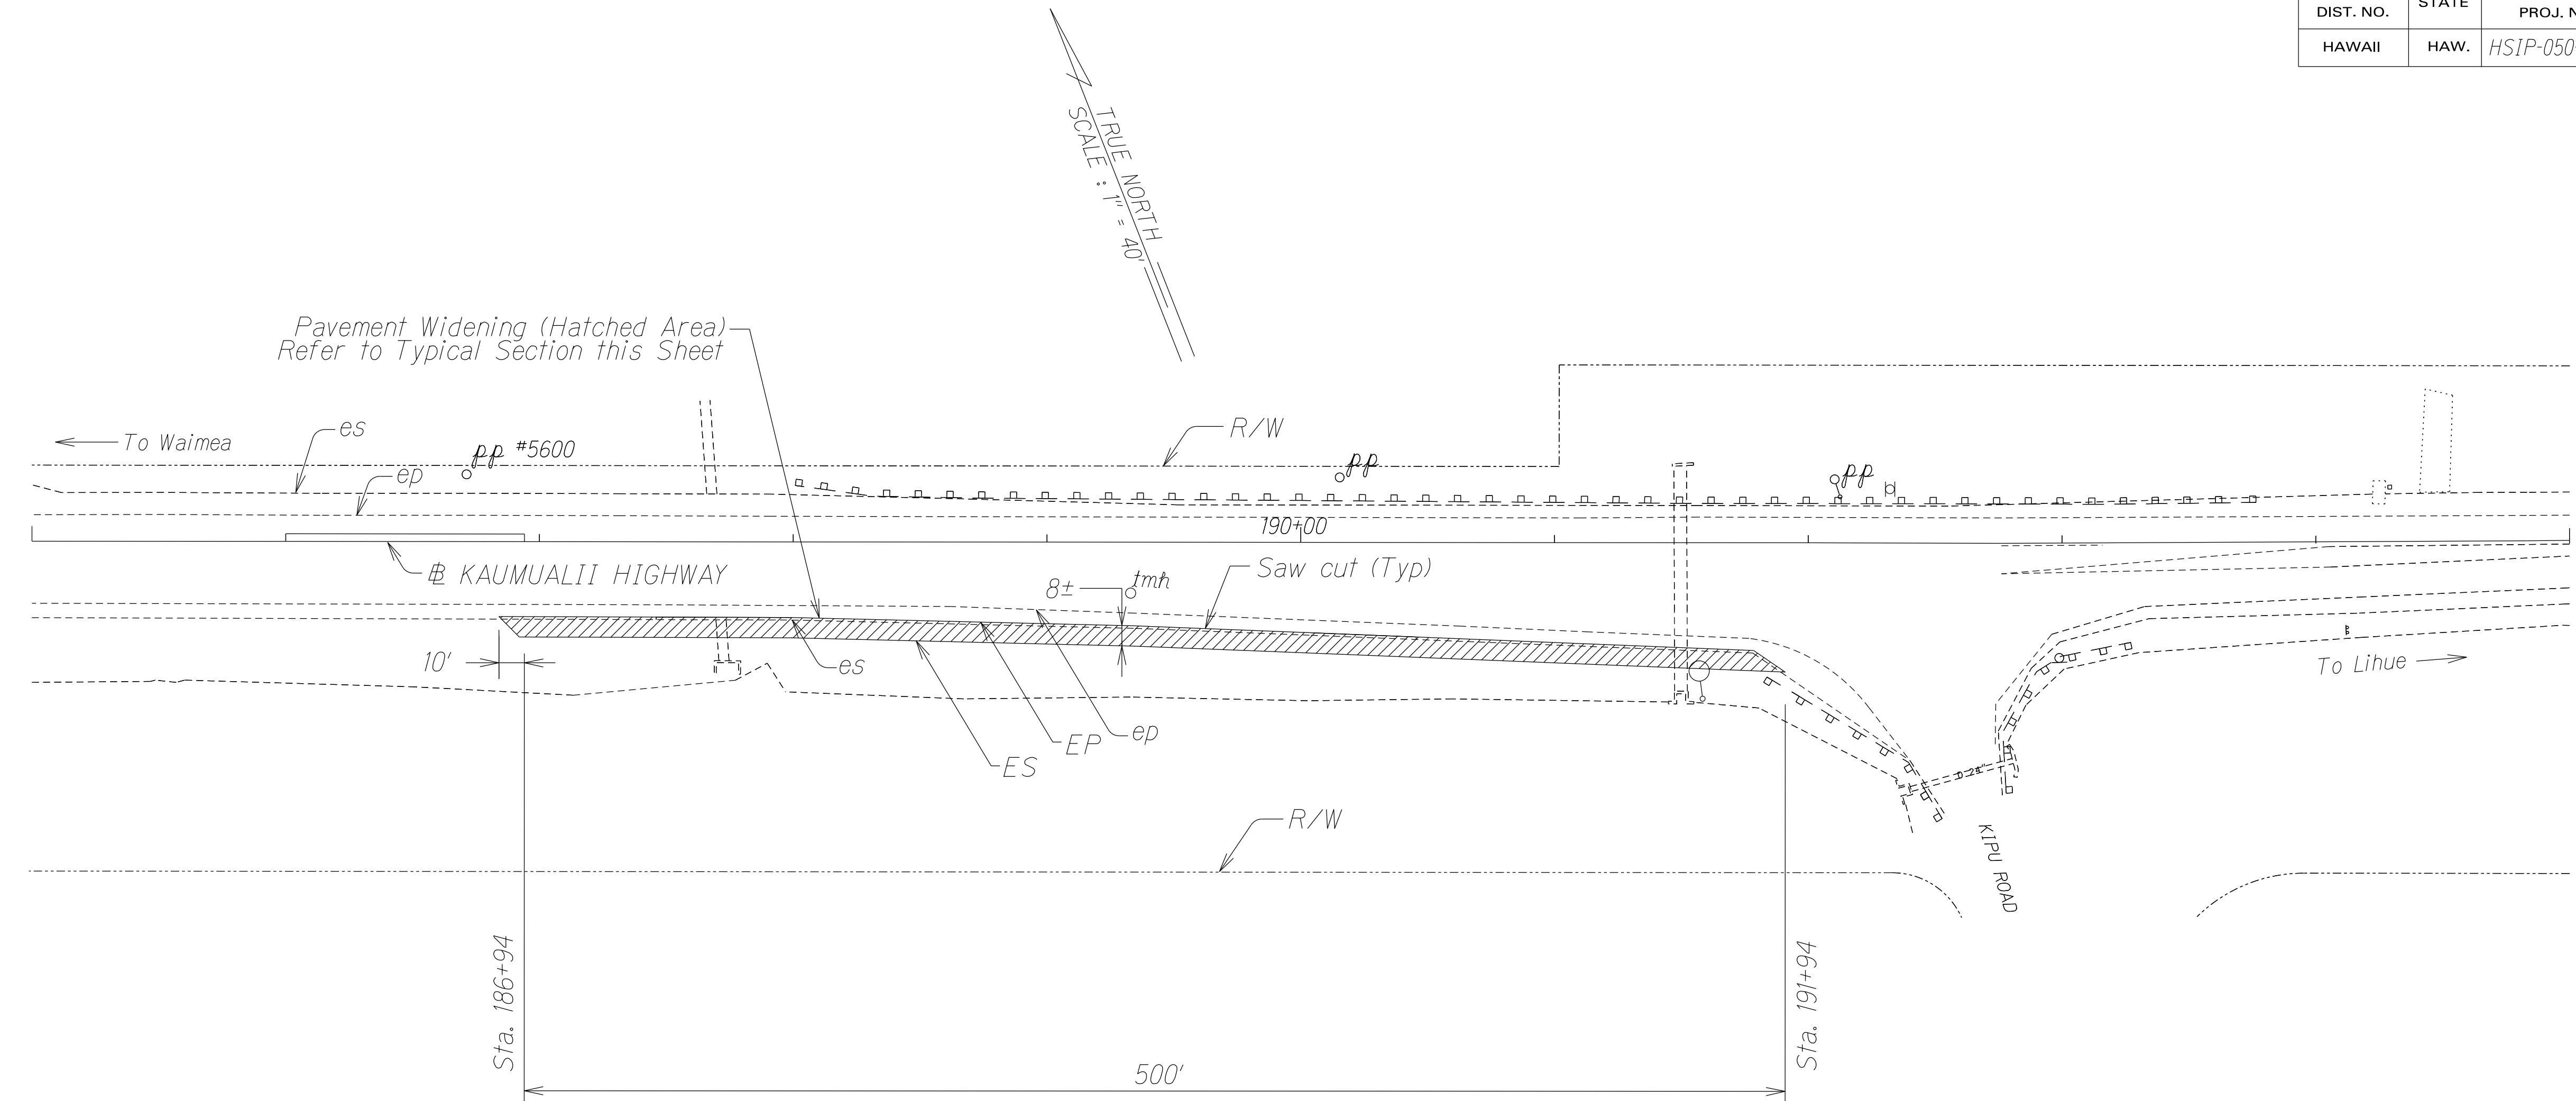 DIST. NO.
STATE
PROJ. N
HAWAII
HAW.
HSIP-050
TRUE NORTH
SCALE : 1" = 40'
Pavement Widening (Hatched Area)
Refer to Typical Section this Sheet
To Waimea
es
pp #5600
ep
R/W
pp
pp
190+00
℄ KAUMUALII HIGHWAY
8±
tmh
Saw cut (Typ)
10'
es
ep
EP
ES
To Lihue
D 24"
R/W
KIPU ROAD
Sta. 186+94
Sta. 191+94
500'